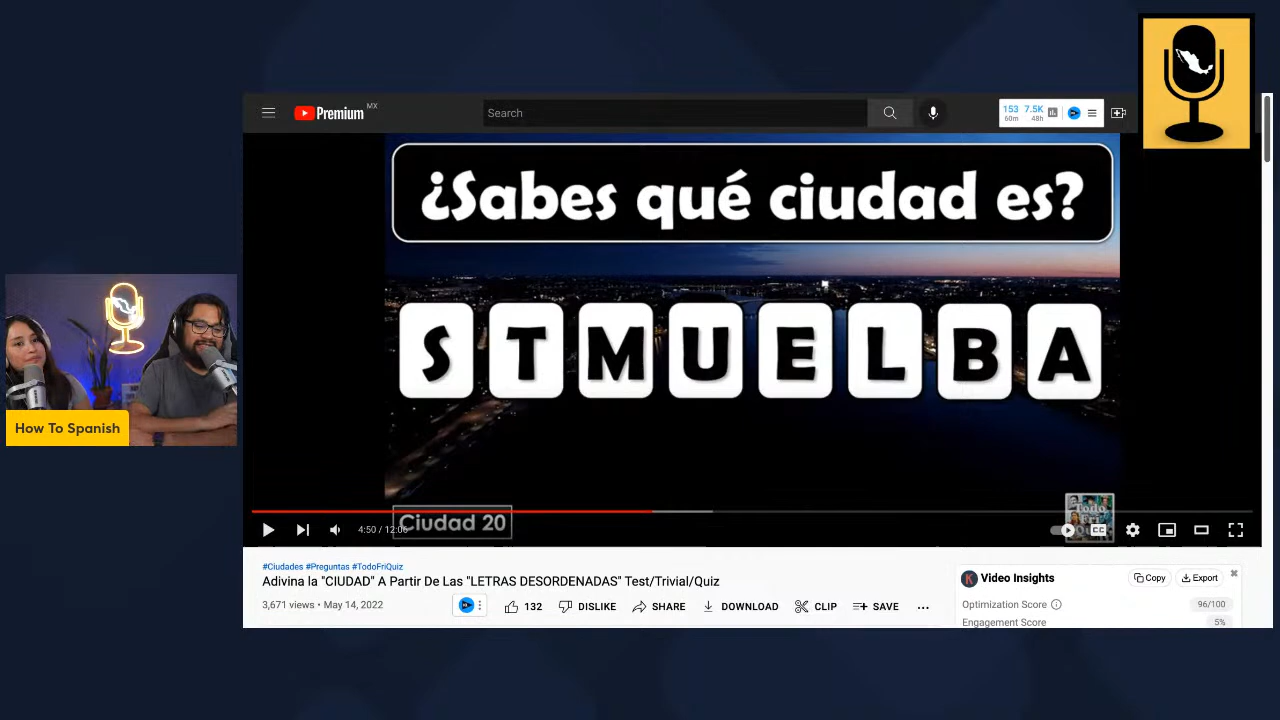 Premium MX
Search
153 7.5K
60m 48h
¿Sabes qué ciudad es?
S T M U E L B A
How To Spanish
Ciudad 20
4:50 / 12:06
CC
#Ciudades #Preguntas #TodoFriQuiz
Adivina la "CIUDAD" A Partir De Las "LETRAS DESORDENADAS" Test/Trivial/Quiz
3,671 views • May 14, 2022
132
DISLIKE
SHARE
DOWNLOAD
CLIP
SAVE
K Video Insights
Copy
Export
Optimization Score
96/100
Engagement Score
5%